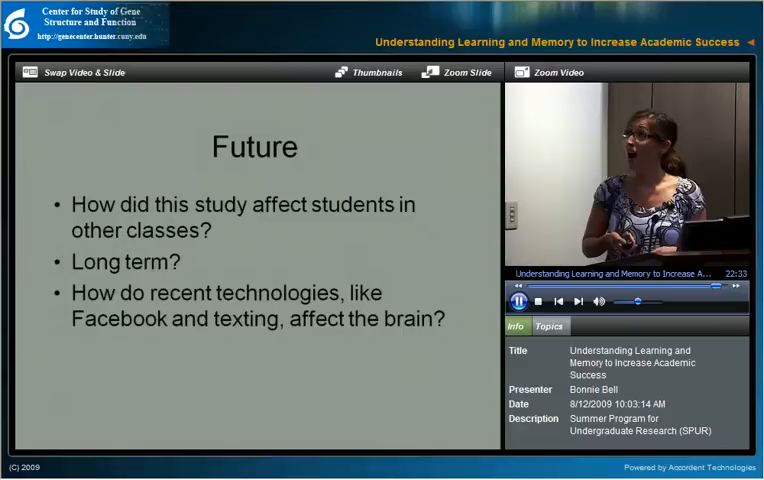 Center for Study of Gene
Structure and Function
http://genecenter.hunter.cuny.edu
Understanding Learning and Memory to Increase Academic Success
Swap Video & Slide
Thumbnails
Zoom Slide
Zoom Video
Future
• How did this study affect students in
other classes?
• Long term?
• How do recent technologies, like
Facebook and texting, affect the brain?
Understanding Learning and Memory to Increase A... 22:33
Info Topics
Title Understanding Learning and
Memory to Increase Academic
Success
Presenter Bonnie Bell
Date 8/12/2009 10:03:14 AM
Description Summer Program for
Undergraduate Research (SPUR)
(C) 2009
Powered by Accordent Technologies